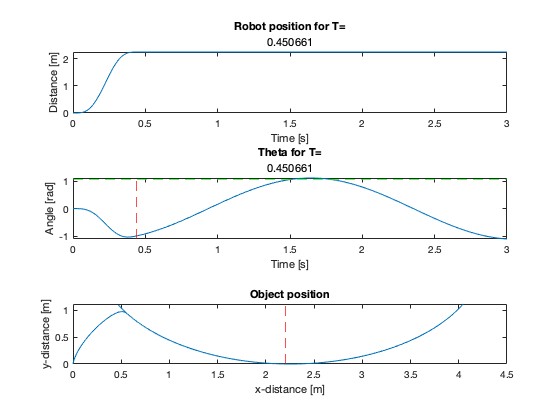 Robot position for T=
0.450661
Distance [m]
2
1
0
0 0.5 1 1.5 2 2.5 3
Time [s]
Theta for T=
0.450661
Angle [rad]
1
0
-1
0 0.5 1 1.5 2 2.5 3
Time [s]
Object position
y-distance [m]
1
0.5
0
0 0.5 1 1.5 2 2.5 3 3.5 4 4.5
x-distance [m]